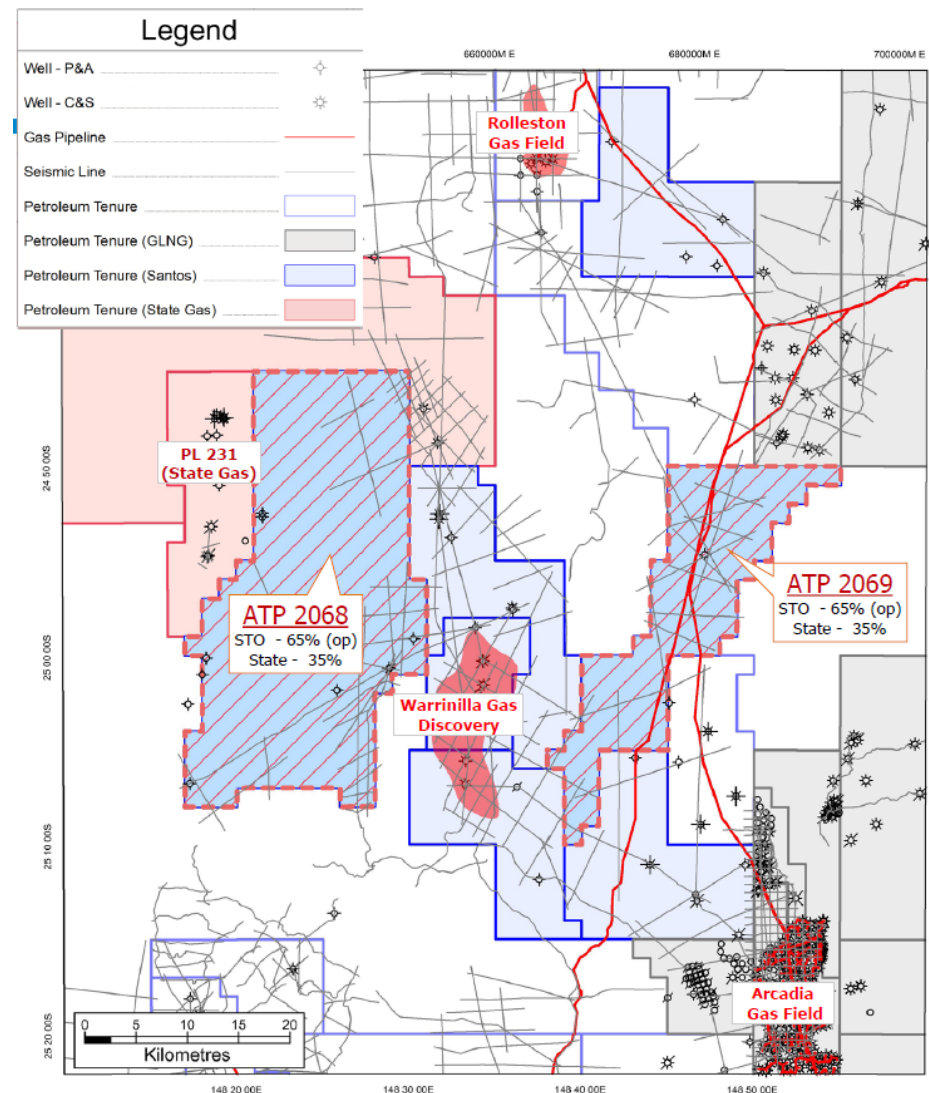 Legend
Well - P&A
Well - C&S
Gas Pipeline
Seismic Line
Petroleum Tenure
Petroleum Tenure (GLNG)
Petroleum Tenure (Santos)
Petroleum Tenure (State Gas)
660000M E
680000M E
700000M E
Rolleston
Gas Field
24 50 00S
PL 231
(State Gas)
ATP 2068
STO - 65% (op)
State - 35%
ATP 2069
STO - 65% (op)
State - 35%
25 00 00S
Warrinilla Gas
Discovery
25 10 00S
Arcadia
Gas Field
25 20 00S
0 5 10 15 20
Kilometres
148 20 00E
148 30 00E
148 40 00E
148 50 00E